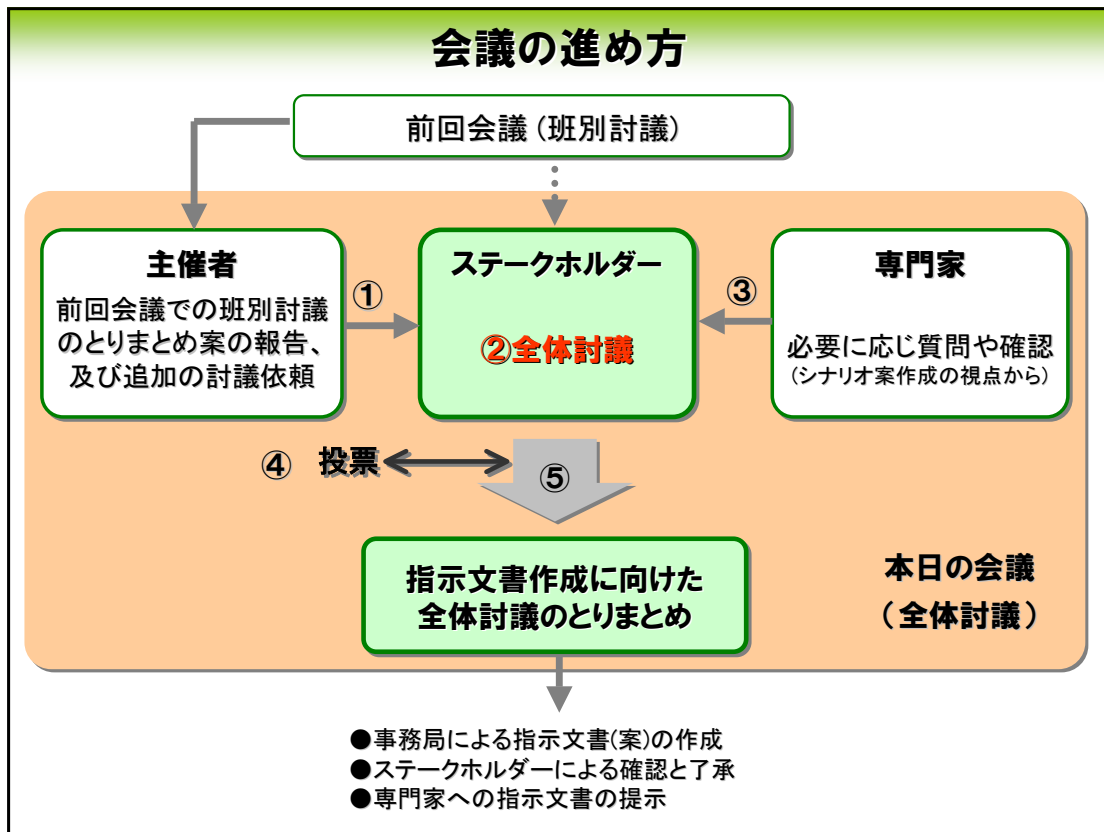 会議の進め方
前回会議(班別討議)
主催者
前回会議での班別討議
のとりまとめ案の報告、
及び追加の討議依頼
①
ステークホルダー
②全体討議
③
専門家
必要に応じ質問や確認
(シナリオ案作成の視点から)
④ 投票
⑤
指示文書作成に向けた
全体討議のとりまとめ
本日の会議
(全体討議)
●事務局による指示文書(案)の作成
●ステークホルダーによる確認と了承
●専門家への指示文書の提示